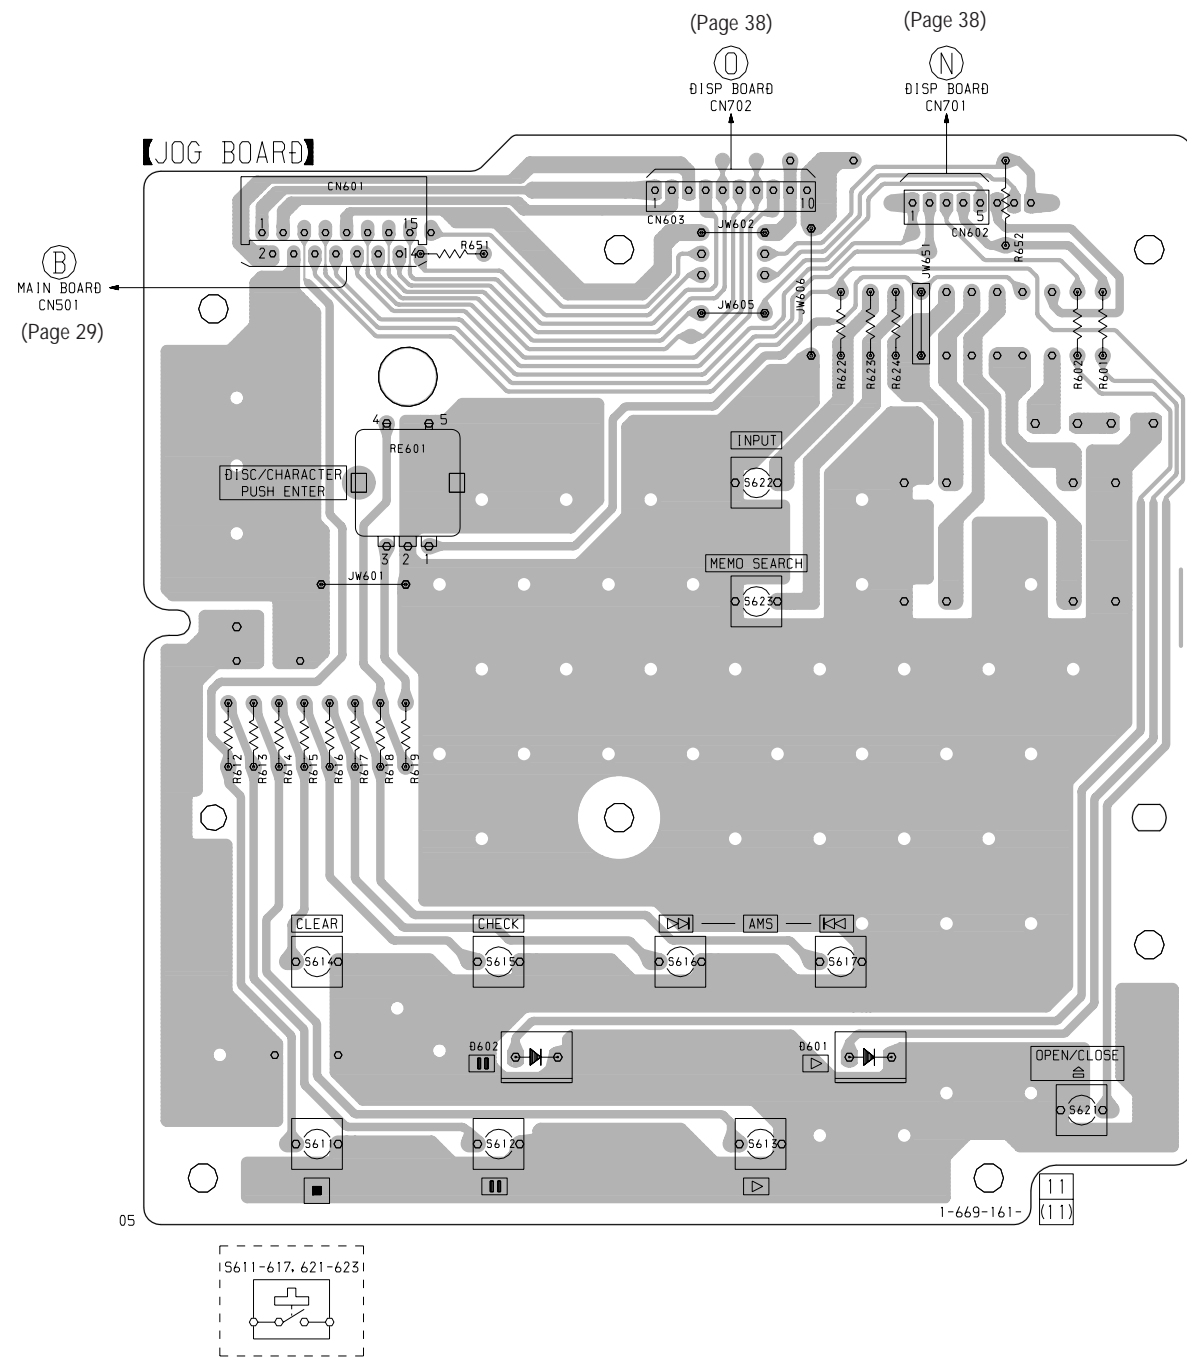 (Page 38)
(Page 38)
O
N
DISP BOARD
CN702
DISP BOARD
CN701
【JOG BOARD】
CN601
1
15
2
14
R651
1
10
CN603
JW602
JW605
JW606
1
5
CN602
JW651
R652
B
MAIN BOARD
CN501
(Page 29)
R622
R623
R624
R602
R601
4
5
RE601
DISC/CHARACTER
PUSH ENTER
3
2
1
JW601
INPUT
S622
MEMO SEARCH
S623
R612
R613
R614
R615
R616
R617
R618
R619
CLEAR
CHECK
AMS
S614
S615
S616
S617
D602
D601
OPEN/CLOSE
S621
S611
S612
S613
05
1-669-161-
11
(11)
S611-617, 621-623